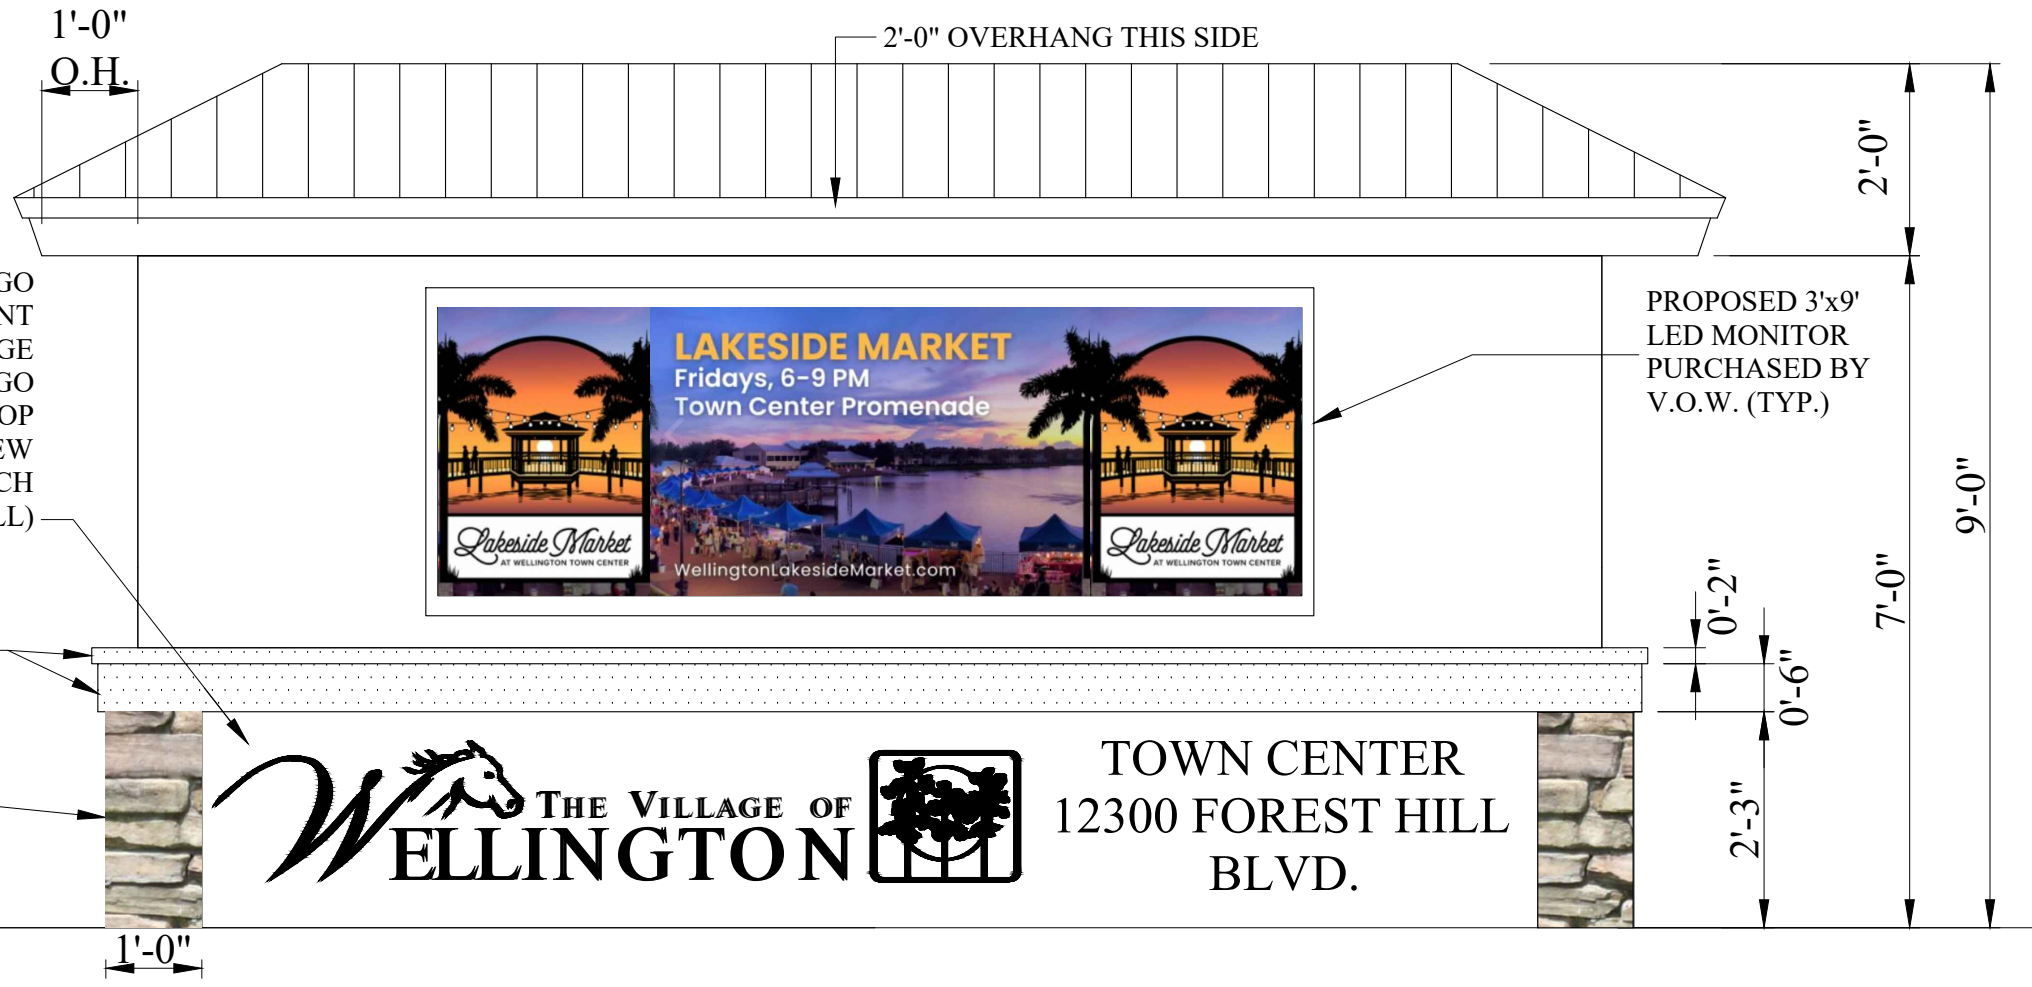 1'-0"
O.H.
2'-0" OVERHANG THIS SIDE
2'-0"
9'-0"
7'-0"
GO
NT
GE
GO
OP
EW
CH
LL)
LAKESIDE MARKET
Fridays, 6-9 PM
Town Center Promenade
WellingtonLakesideMarket.com
Lakeside Market
AT WELLINGTON TOWN CENTER
Lakeside Market
AT WELLINGTON TOWN CENTER
PROPOSED 3'x9'
LED MONITOR
PURCHASED BY
V.O.W. (TYP.)
0'-2"
0'-6"
2'-3"
THE VILLAGE OF
WELLINGTON
TOWN CENTER
12300 FOREST HILL
BLVD.
1'-0"